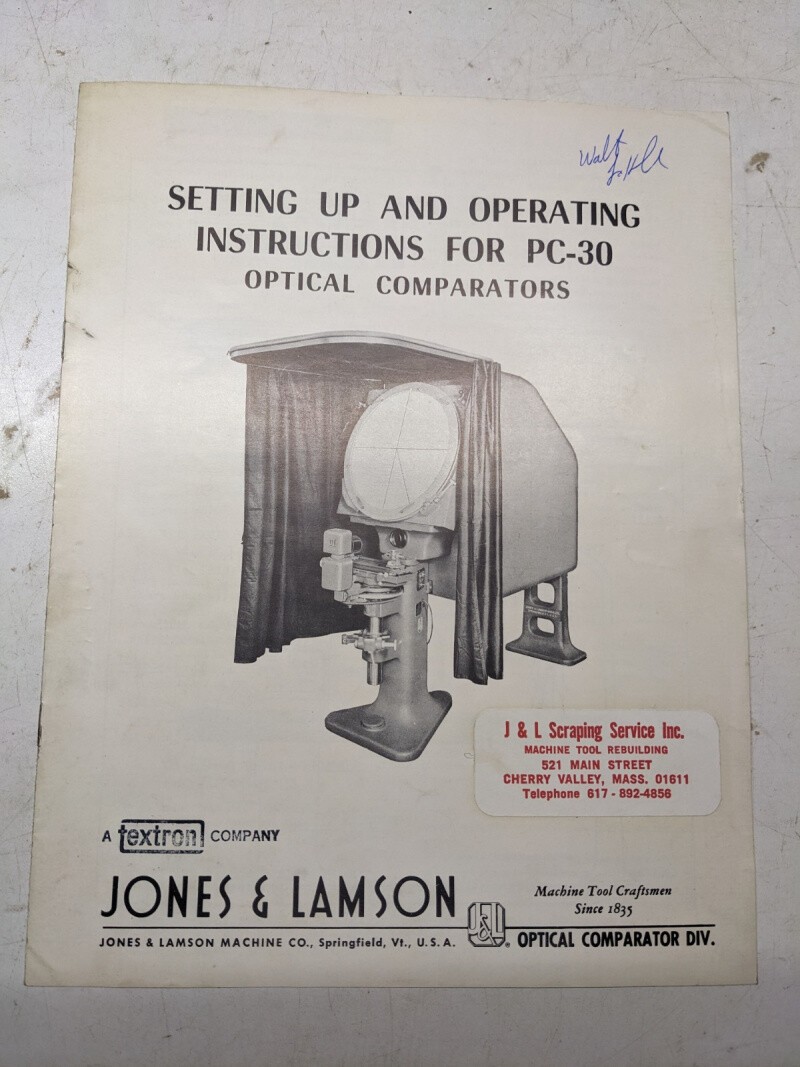 Walt
SETTING UP AND OPERATING
INSTRUCTIONS FOR PC-30
OPTICAL COMPARATORS
J & L Scraping Service Inc.
MACHINE TOOL REBUILDING
521 MAIN STREET
CHERRY VALLEY, MASS. 01611
Telephone 617 - 892-4856
A textron COMPANY
JONES & LAMSON
Machine Tool Craftsmen
Since 1835
J&L
JONES & LAMSON MACHINE CO., Springfield, Vt., U.S.A.
® OPTICAL COMPARATOR DIV.